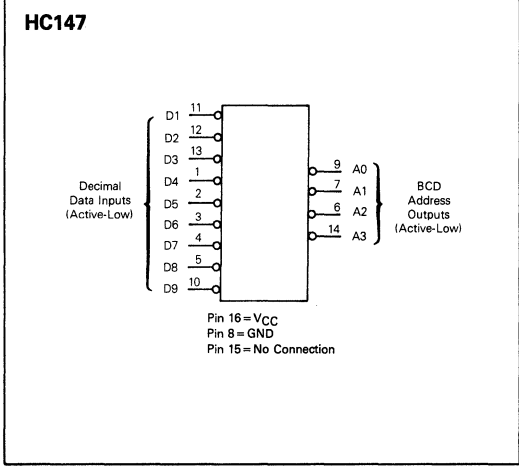 HC147
D1 11
D2 12
D3 13
D4 1
D5 2
D6 3
D7 4
D8 5
D9 10
Decimal
Data Inputs
(Active-Low)
9 A0
7 A1
6 A2
14 A3
BCD
Address
Outputs
(Active-Low)
Pin 16 = VCC
Pin 8 = GND
Pin 15 = No Connection